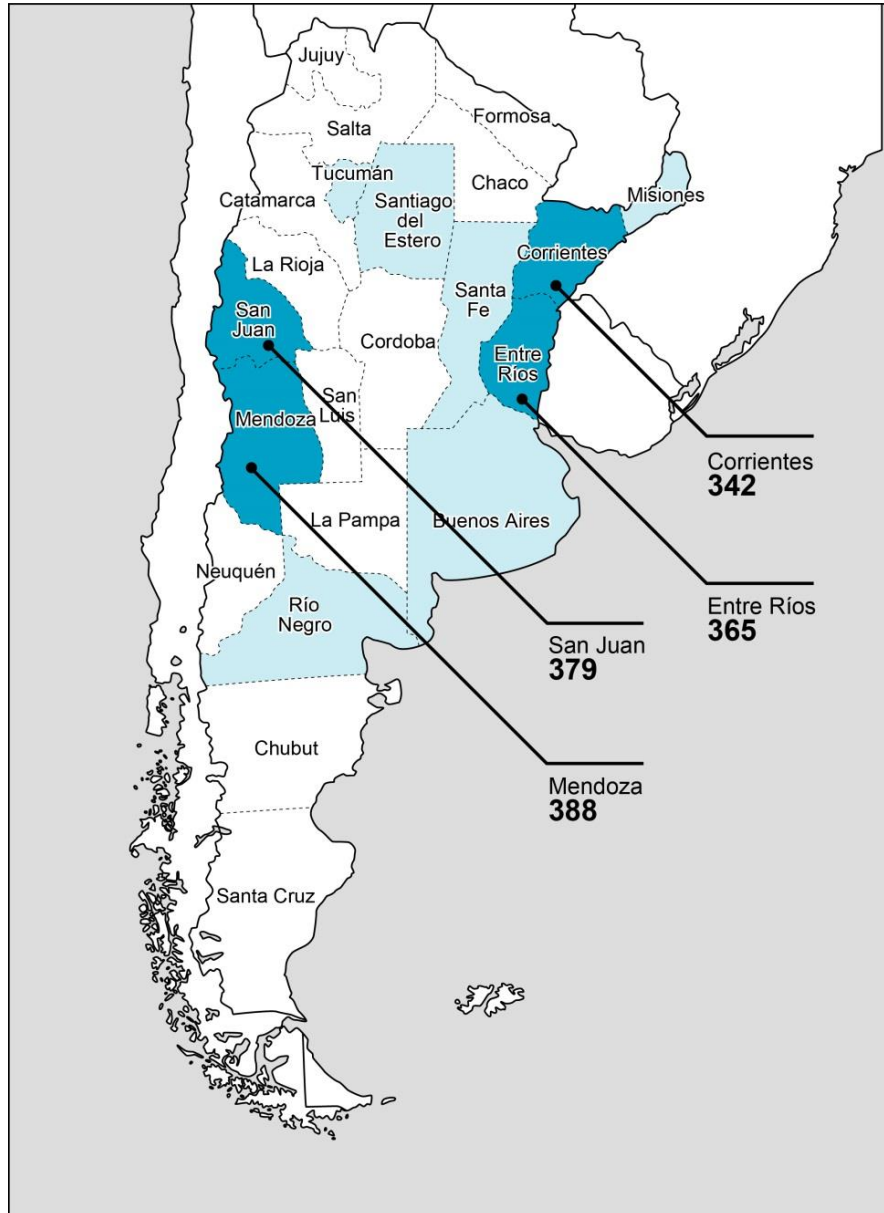 Jujuy
Formosa
Salta
Tucumán
Chaco
Misiones
Catamarca
Santiago
del
Estero
Corrientes
La Rioja
Santa
Fe
San
Juan
Cordoba
Entre
Ríos
San
Luis
Mendoza
Corrientes
342
La Pampa
Buenos Aires
Neuquén
Río
Negro
Entre Ríos
365
San Juan
379
Chubut
Mendoza
388
Santa Cruz